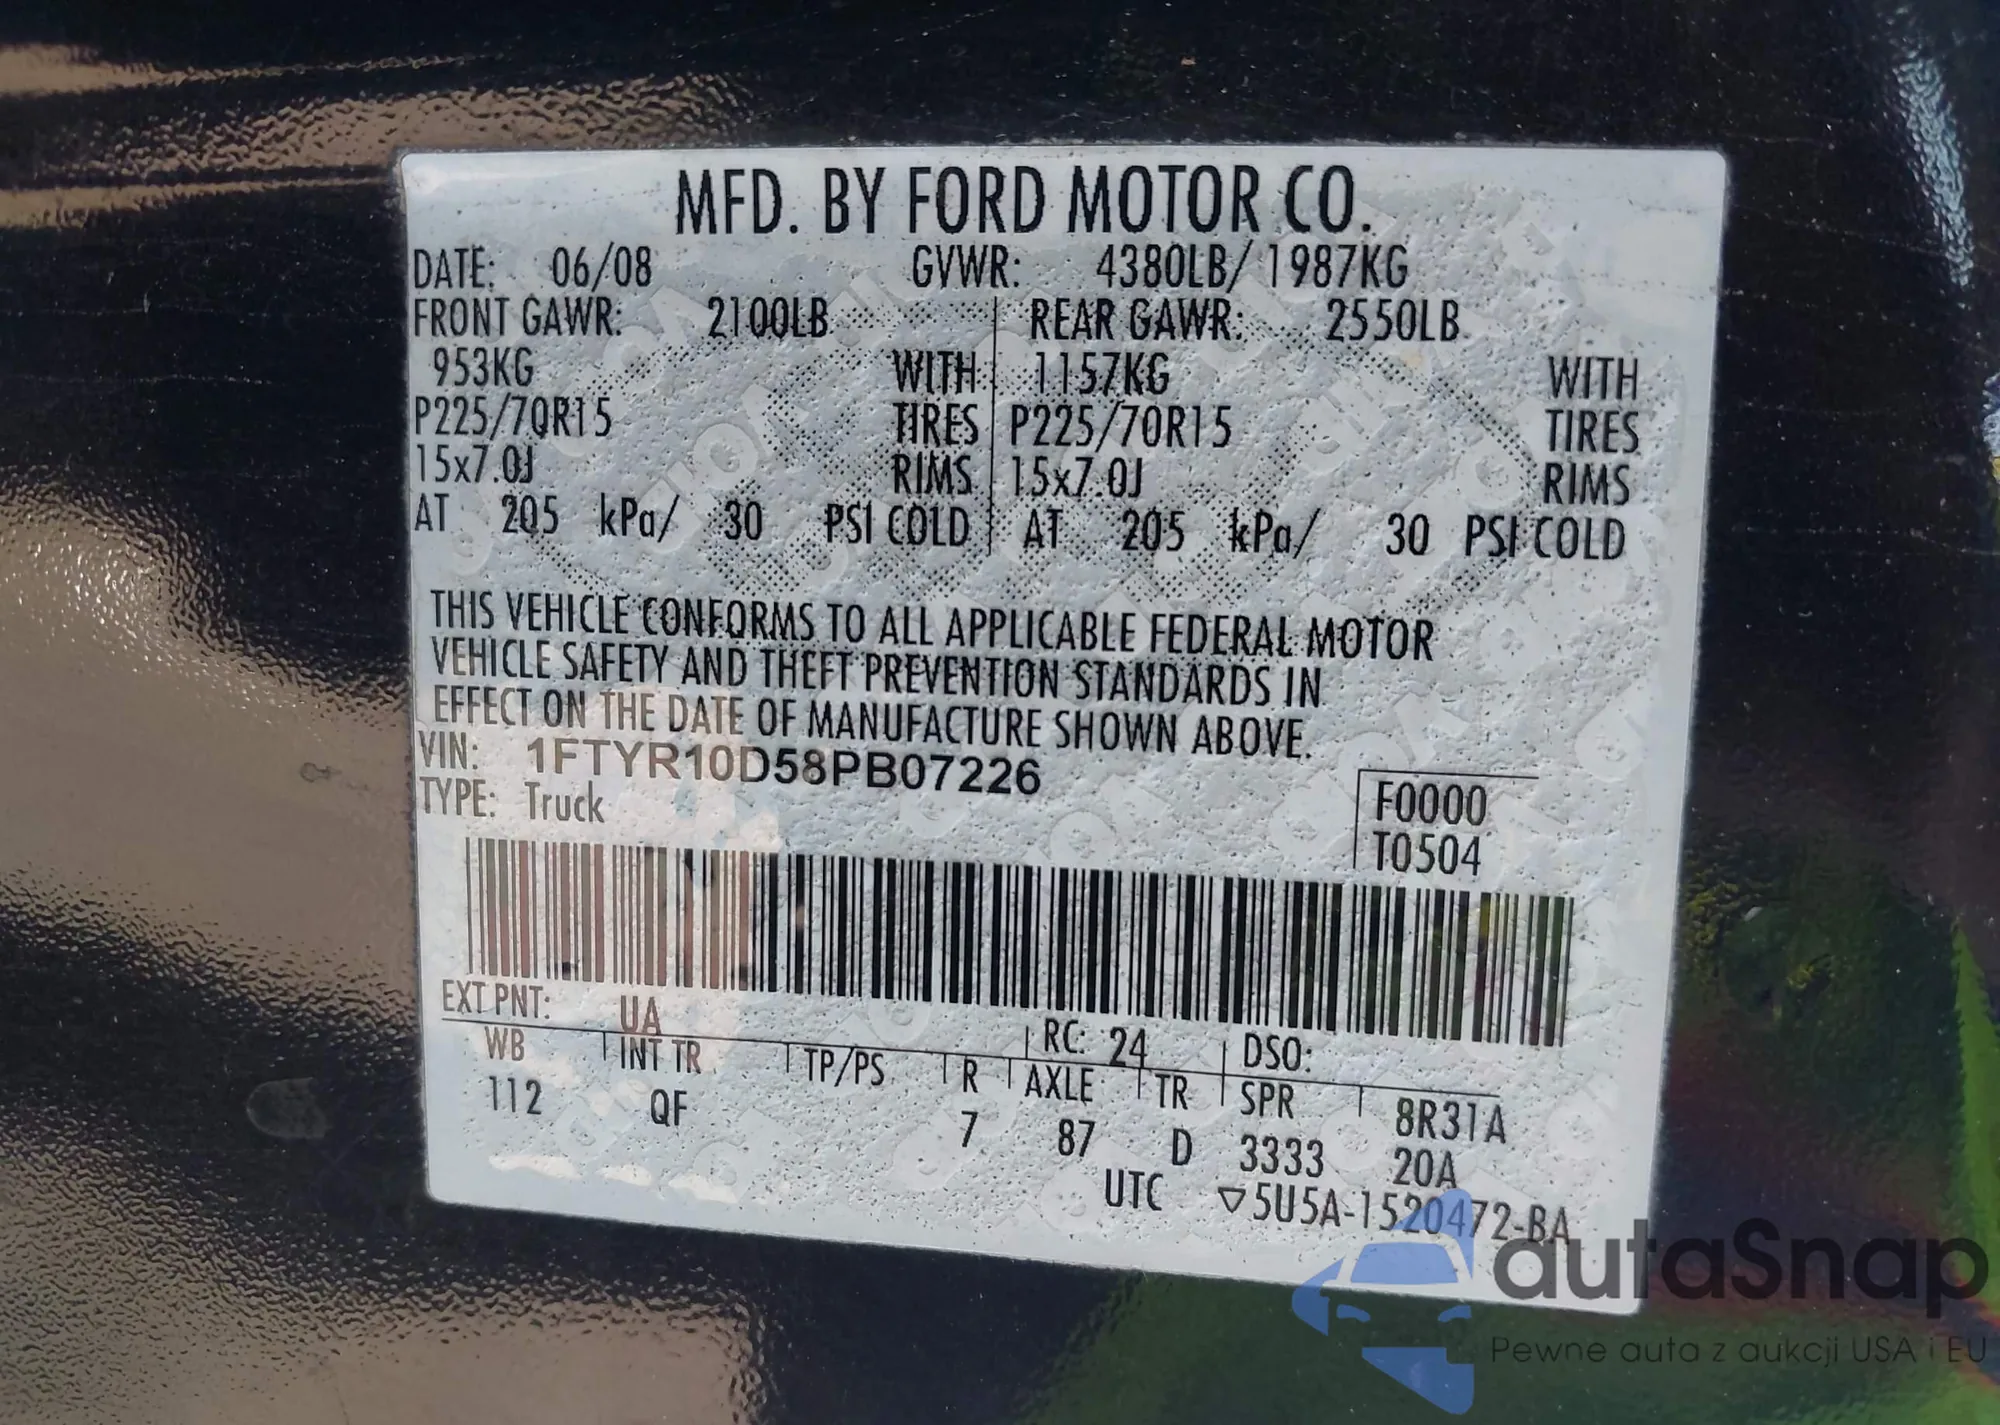 MFD. BY FORD MOTOR CO.
DATE: 06/08 GVWR: 4380LB/ 1987KG
FRONT GAWR: 2100LB REAR GAWR: 2550LB
953KG WITH 1157KG WITH
P225/70R15 TIRES P225/70R15 TIRES
15x7.0J RIMS 15x7.0J RIMS
AT 205 kPa/ 30 PSI COLD AT 205 kPa/ 30 PSI COLD
THIS VEHICLE CONFORMS TO ALL APPLICABLE FEDERAL MOTOR
VEHICLE SAFETY AND THEFT PREVENTION STANDARDS IN
EFFECT ON THE DATE OF MANUFACTURE SHOWN ABOVE.
VIN: 1FTYR10D58PB07226
TYPE: Truck
F0000
T0504
EXT PNT: UA RC: 24 DSO:
WB INT TR TP/PS R AXLE TR SPR 8R31A
112 QF 7 87 D 3333 20A
UTC ▽5U5A-1520472-BA
autaSnap
Pewne auta z aukcji USA i EU